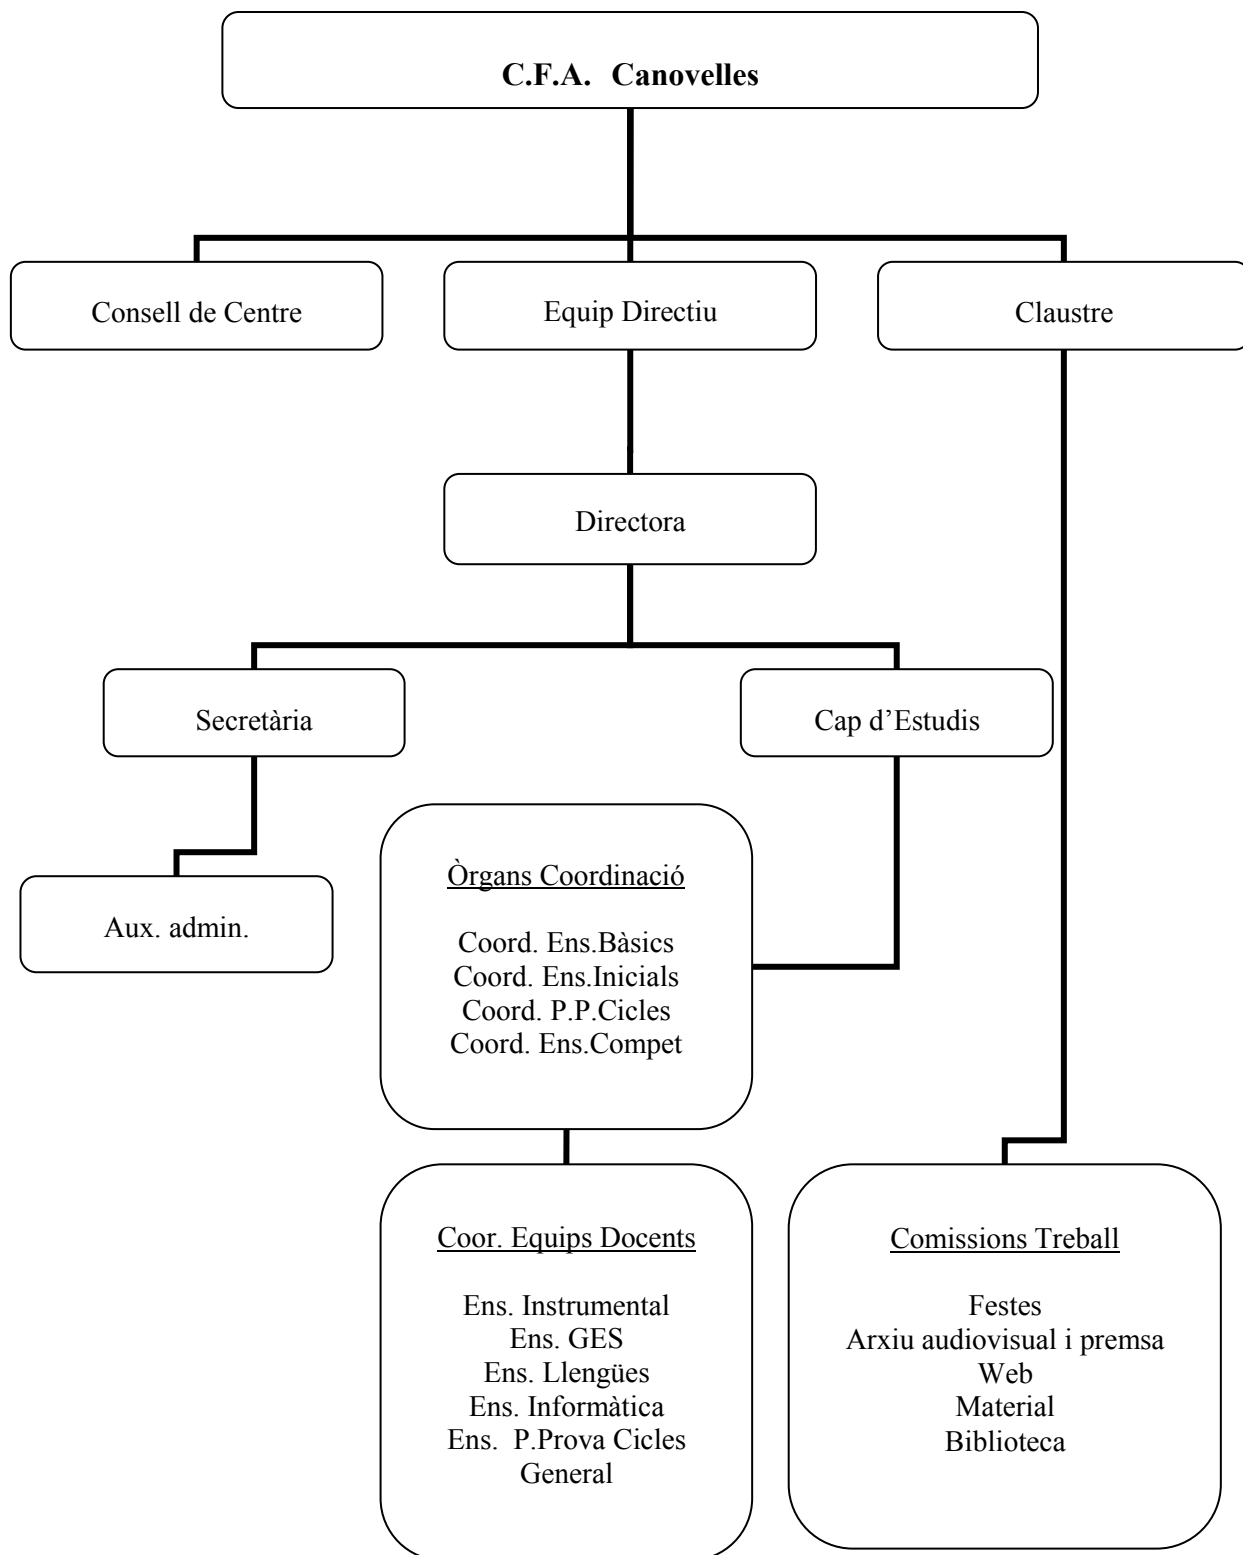 C.F.A. Canovelles
Consell de Centre
Equip Directiu
Claustre
Directora
Secretària
Cap d’Estudis
Òrgans Coordinació
Coord. Ens.Bàsics
Coord. Ens.Inicials
Coord. P.P.Cicles
Coord. Ens.Compet
Aux. admin.
Coor. Equips Docents
Ens. Instrumental
Ens. GES
Ens. Llengües
Ens. Informàtica
Ens. P.Prova Cicles
General
Comissions Treball
Festes
Arxiu audiovisual i premsa
Web
Material
Biblioteca